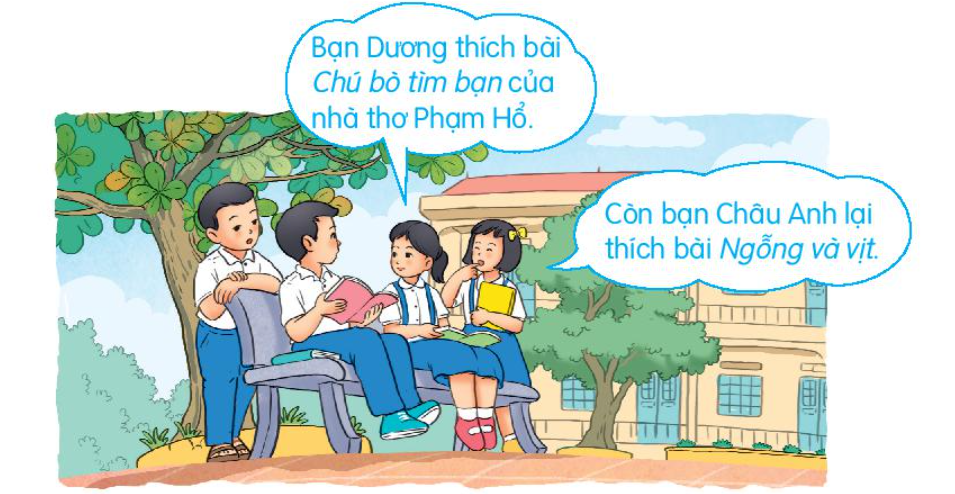 Bạn Dương thích bài
Chú bò tìm bạn của
nhà thơ Phạm Hổ.
Còn bạn Châu Anh lại
thích bài Ngỗng và vịt.